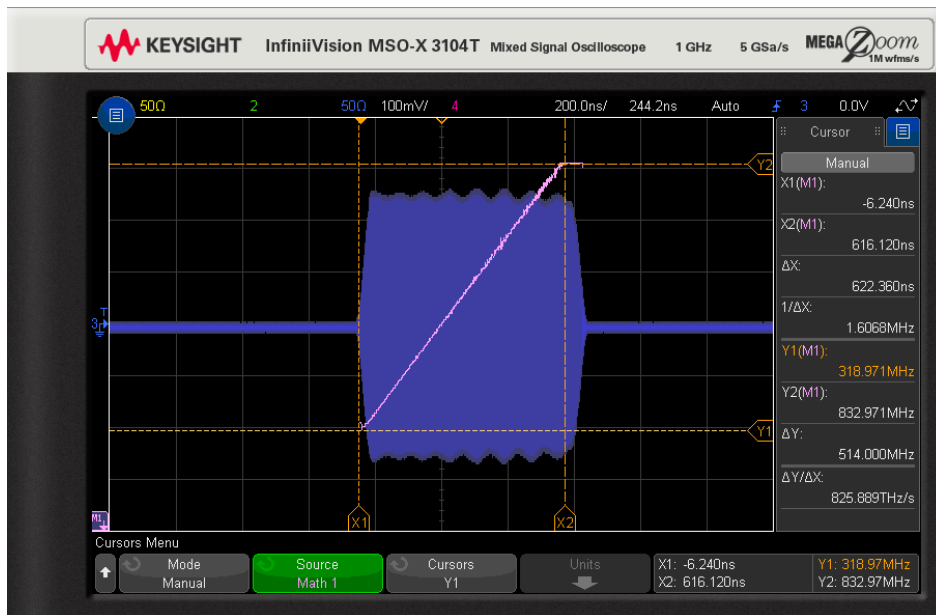 KEYSIGHT InfiniiVision MSO-X 3104T Mixed Signal Oscilloscope 1 GHz 5 GSa/s MEGA Zoom
1M wfms/s
50Ω 2 50Ω 100mV/ 4 200.0ns/ 244.2ns Auto 3 0.0V
Cursor
Manual
X1(M1):
-6.240ns
X2(M1):
616.120ns
ΔX:
622.360ns
1/ΔX:
1.6068MHz
Y1(M1):
318.971MHz
Y2(M1):
832.971MHz
ΔY:
514.000MHz
ΔY/ΔX:
825.889THz/s
Y2
T
3
Y1
M1
X1 X2
Cursors Menu
Mode
Manual
Source
Math 1
Cursors
Y1
Units
X1: -6.240ns
X2: 616.120ns
Y1: 318.97MHz
Y2: 832.97MHz